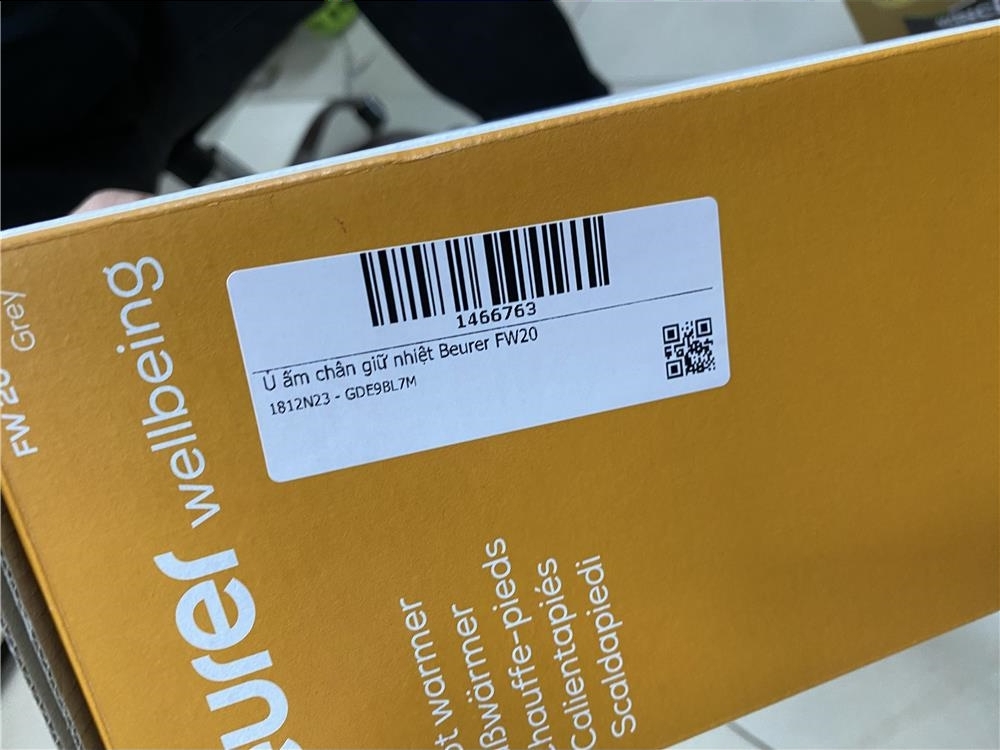 1466763
Ủ ấm chân giữ nhiệt Beurer FW20
1812N23 - GDE9BL7M
FW 20 Grey
eurer wellbeing
ot warmer
ßwärmer
hauffe-pieds
Calientapiés
Scaldapiedi